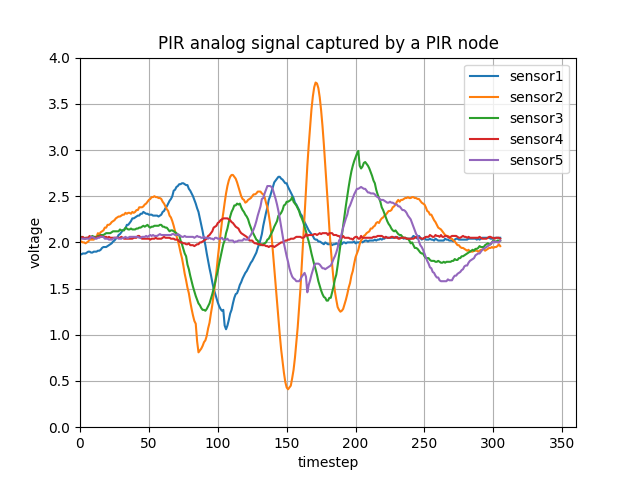 PIR analog signal captured by a PIR node
sensor1
sensor2
sensor3
sensor4
sensor5
voltage
4.0
3.5
3.0
2.5
2.0
1.5
1.0
0.5
0.0
0 50 100 150 200 250 300 350
timestep